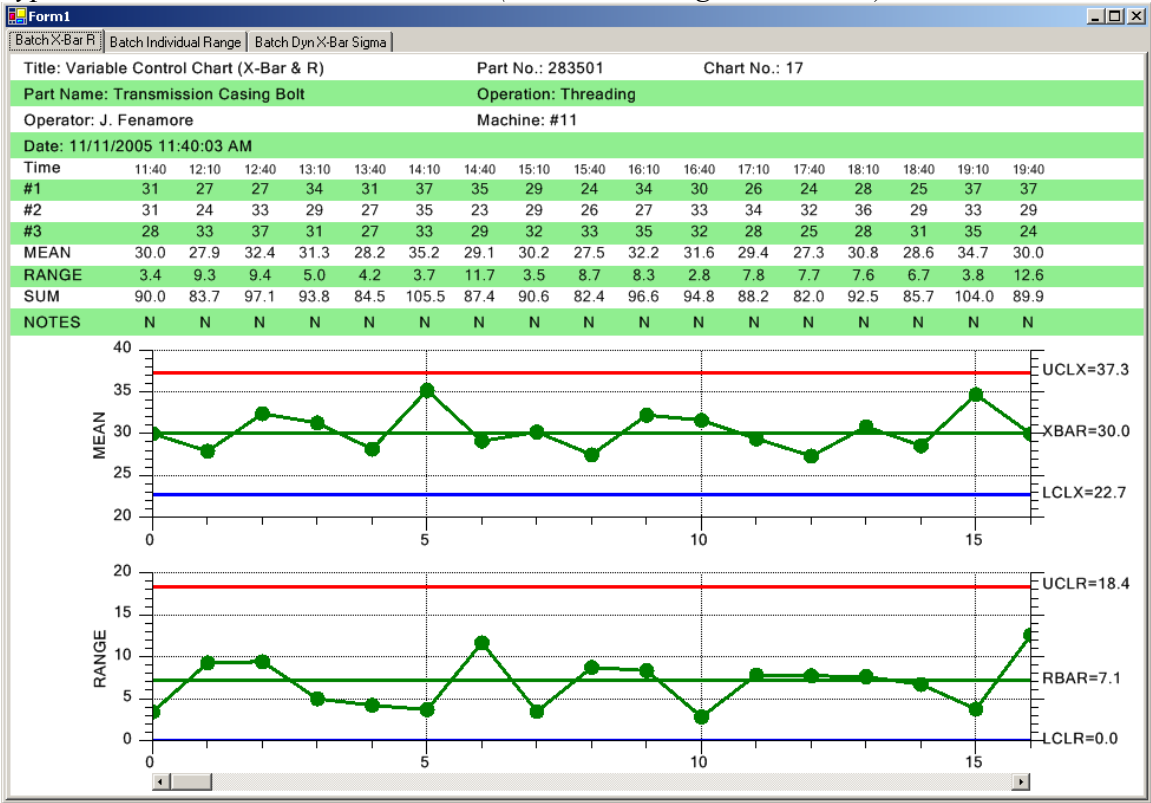 Form1
Batch X-Bar R Batch Individual Range Batch Dyn X-Bar Sigma
Title: Variable Control Chart (X-Bar & R) Part No.: 283501 Chart No.: 17
Part Name: Transmission Casing Bolt Operation: Threading
Operator: J. Fenamore Machine: #11
Date: 11/11/2005 11:40:03 AM
Time 11:40 12:10 12:40 13:10 13:40 14:10 14:40 15:10 15:40 16:10 16:40 17:10 17:40 18:10 18:40 19:10 19:40
#1 31 27 27 34 31 37 35 29 24 34 30 26 24 28 25 37 37
#2 31 24 33 29 27 35 23 29 26 27 33 34 32 36 29 33 29
#3 28 33 37 31 27 33 29 32 33 35 32 28 25 28 31 35 24
MEAN 30.0 27.9 32.4 31.3 28.2 35.2 29.1 30.2 27.5 32.2 31.6 29.4 27.3 30.8 28.6 34.7 30.0
RANGE 3.4 9.3 9.4 5.0 4.2 3.7 11.7 3.5 8.7 8.3 2.8 7.8 7.7 7.6 6.7 3.8 12.6
SUM 90.0 83.7 97.1 93.8 84.5 105.5 87.4 90.6 82.4 96.6 94.8 88.2 82.0 92.5 85.7 104.0 89.9
NOTES N N N N N N N N N N N N N N N N N
40
UCLX=37.3
35
MEAN
30
XBAR=30.0
25
LCLX=22.7
20
0 5 10 15
20
UCLR=18.4
15
RANGE
10
RBAR=7.1
5
0
LCLR=0.0
0 5 10 15